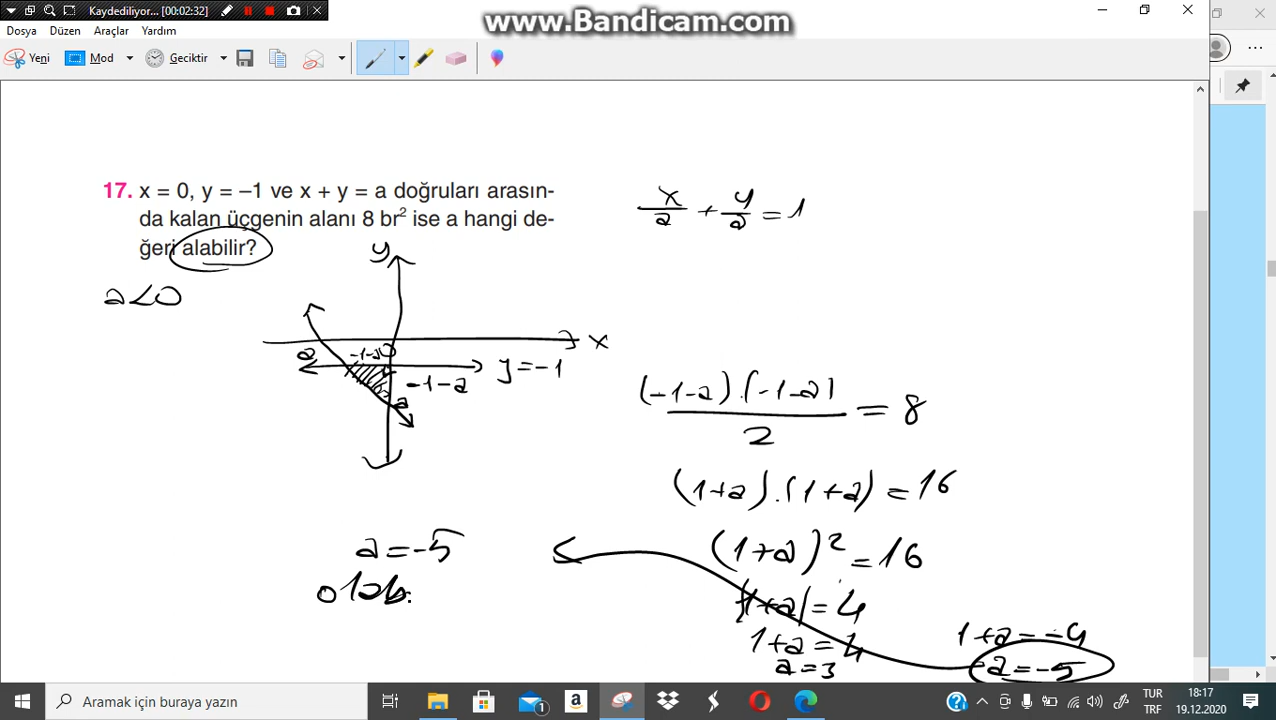 Kaydediliyor... [00:02:32]
www.Bandicam.com
Dosya Düzen Araçlar Yardım
Yeni Mod Geciktir
17. x = 0, y = –1 ve x + y = a doğruları arasın-
da kalan üçgenin alanı 8 br² ise a hangi de-
ğeri alabilir?
x/a + y/a = 1
a<0
y
x
a -1-a
y=-1
-1-a
a
(-1-a).(-1-a)/2 = 8
(1+a).(1+a) = 16
(1+a)² = 16
|1+a| = 4
1+a = 4
a=3
1+a=-4
a=-5
a=-5
olab
Aramak için buraya yazın
TUR
TRF
18:17
19.12.2020